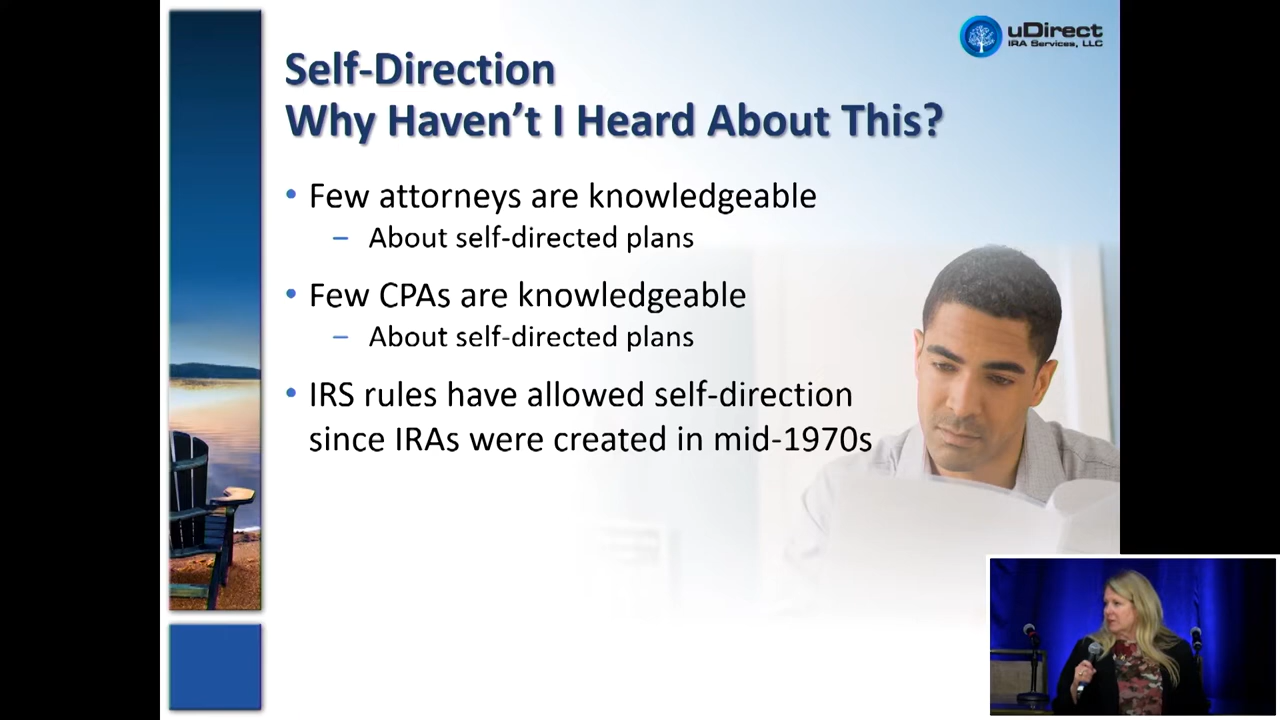 uDirect
IRA Services, LLC
Self-Direction
Why Haven’t I Heard About This?
• Few attorneys are knowledgeable
– About self-directed plans
• Few CPAs are knowledgeable
– About self-directed plans
• IRS rules have allowed self-direction
since IRAs were created in mid-1970s